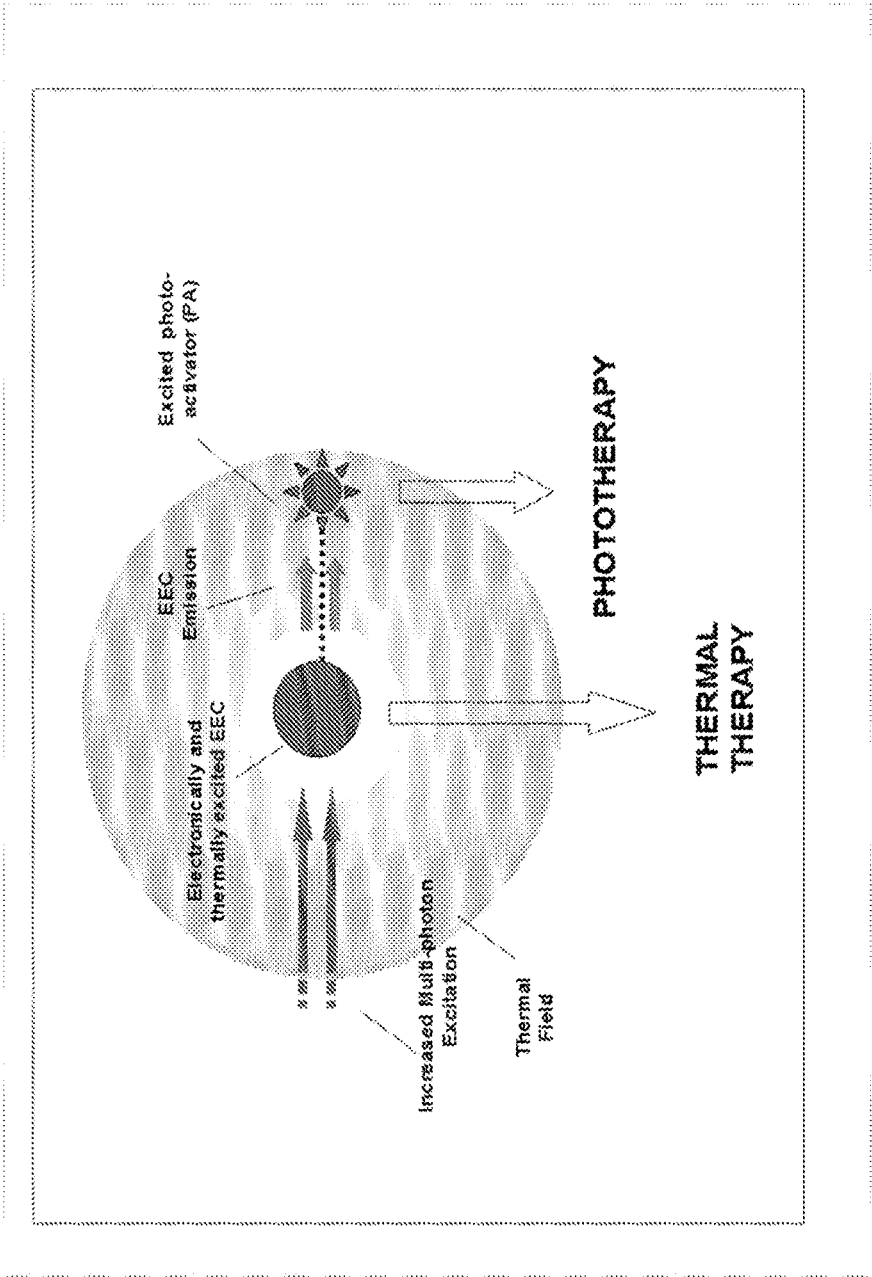 Excited photo-
activator (PA)
EEC
Emission
Electronically and
thermally excited EEC
Increased Multi-photon
Excitation
Thermal
Field
PHOTOTHERAPY
THERMAL
THERAPY